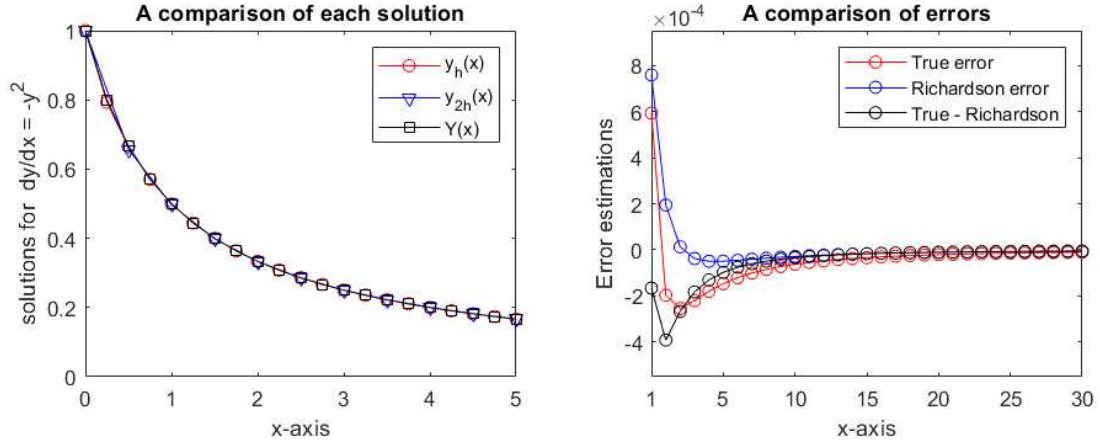 A comparison of each solution
1
0.8
0.6
0.4
0.2
0
solutions for dy/dx = -y²
y_h(x)
y_2h(x)
Y(x)
0 1 2 3 4 5
x-axis
×10⁻⁴
A comparison of errors
8
6
4
2
0
-2
-4
Error estimations
True error
Richardson error
True - Richardson
1 5 10 15 20 25 30
x-axis